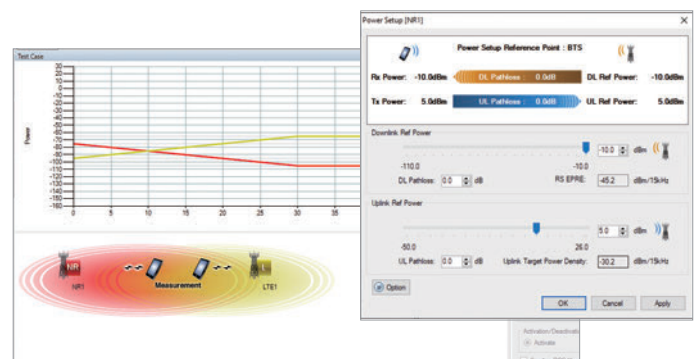 Power Setup [NR1]
Power Setup Reference Point : BTS
Rx Power: -10.0dBm DL Pathloss : 0.0dB DL Ref Power: -10.0dBm
Tx Power: 5.0dBm UL Pathloss : 0.0dB UL Ref Power: 5.0dBm
Downlink Ref Power
-10.0 dBm
-110.0 -10.0
DL Pathloss: 0.0 dB RS EPRE: -45.2 dBm/15kHz
Uplink Ref Power
5.0 dBm
-50.0 26.0
UL Pathloss: 0.0 dB Uplink Target Power Density: -30.2 dBm/15kHz
Option
OK Cancel Apply
Test Case
Power
30
20
10
0
-10
-20
-30
-40
-50
-60
-70
-80
-90
-100
-110
-120
-130
-140
-150
-160
0 5 10 15 20 25 30 35
NR
NR1
Measurement
LTE1
Activation/Deactivatio
Activate